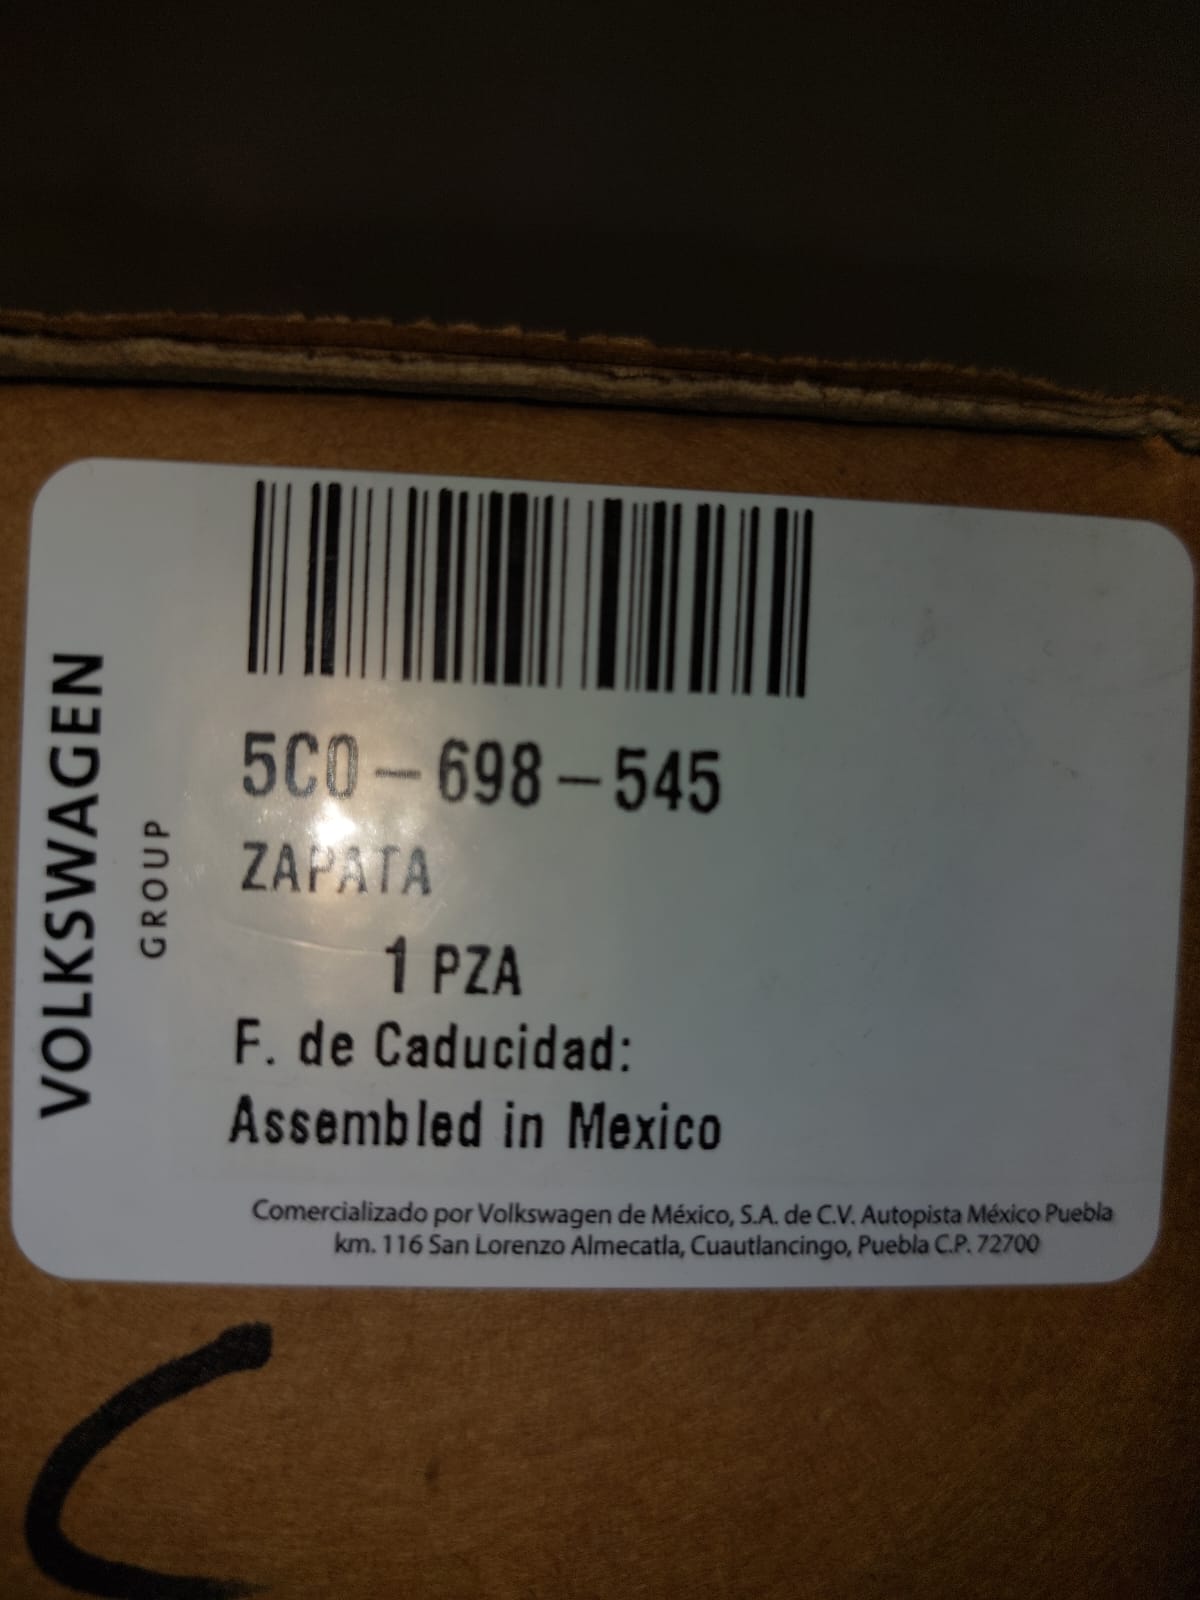 VOLKSWAGEN
GROUP
5C0-698-545
ZAPATA
1 PZA
F. de Caducidad:
Assembled in Mexico
Comercializado por Volkswagen de México, S.A. de C.V. Autopista México Puebla
km. 116 San Lorenzo Almecatla, Cuautlancingo, Puebla C.P. 72700